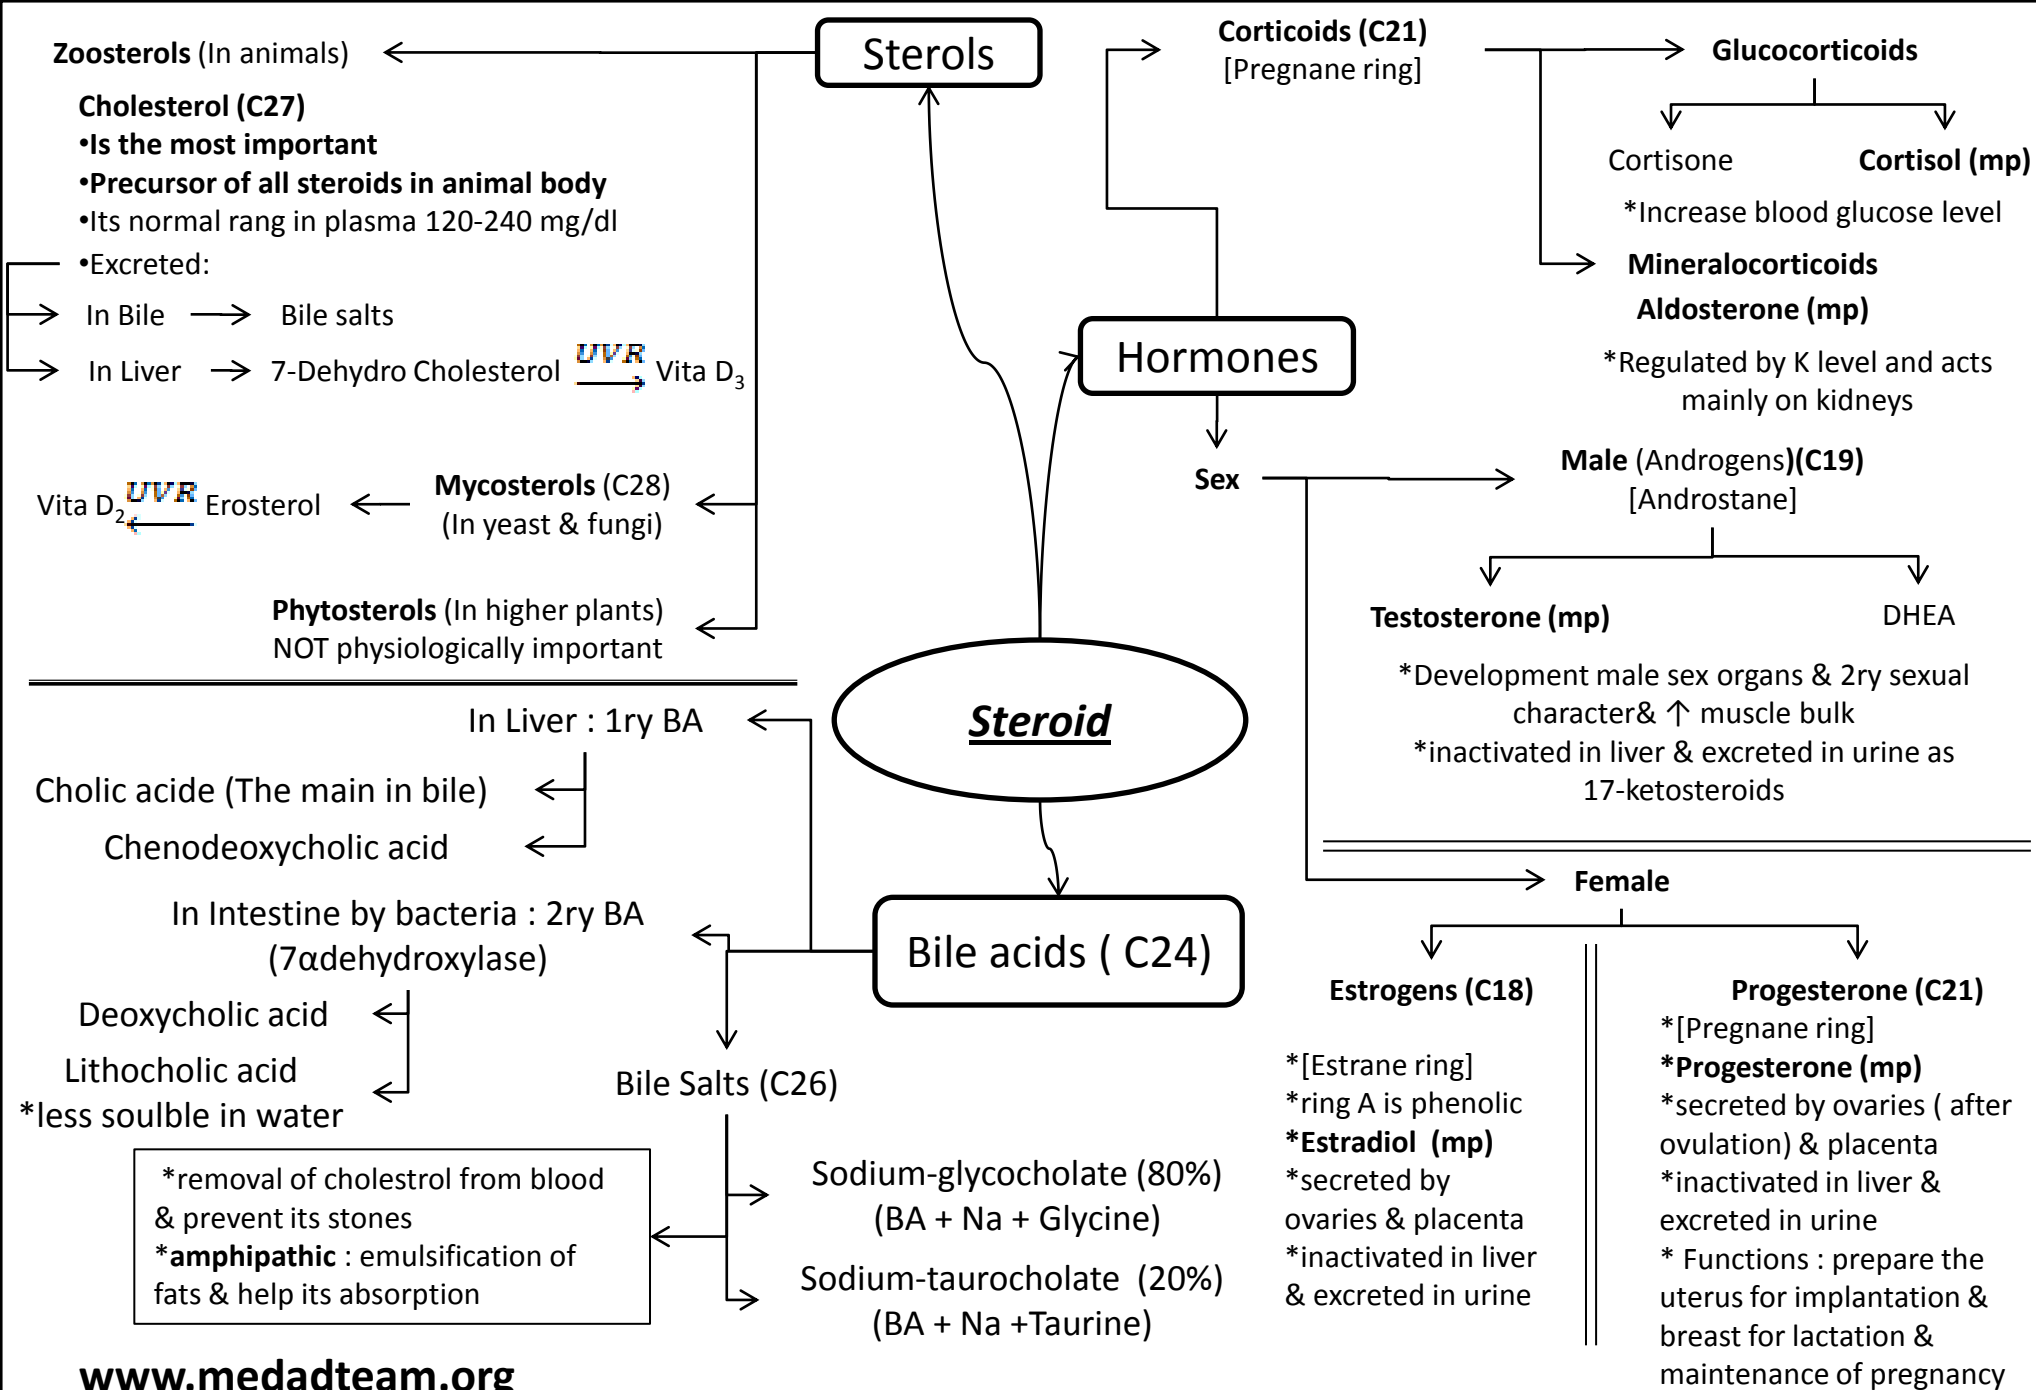 Sterols
Zoosterols (In animals)
Cholesterol (C27)
•Is the most important
•Precursor of all steroids in animal body
•Its normal rang in plasma 120-240 mg/dl
•Excreted:
In Bile
Bile salts
In Liver
7-Dehydro Cholesterol
UVR
Vita D3
Mycosterols (C28)
(In yeast & fungi)
Erosterol
UVR
Vita D2
Phytosterols (In higher plants)
NOT physiologically important
Steroid
Hormones
Corticoids (C21)
[Pregnane ring]
Glucocorticoids
Cortisone
Cortisol (mp)
*Increase blood glucose level
Mineralocorticoids
Aldosterone (mp)
*Regulated by K level and acts
mainly on kidneys
Sex
Male (Androgens)(C19)
[Androstane]
Testosterone (mp)
DHEA
*Development male sex organs & 2ry sexual
character& ↑ muscle bulk
*inactivated in liver & excreted in urine as
17-ketosteroids
Female
Estrogens (C18)
*[Estrane ring]
*ring A is phenolic
*Estradiol (mp)
*secreted by
ovaries & placenta
*inactivated in liver
& excreted in urine
Progesterone (C21)
*[Pregnane ring]
*Progesterone (mp)
*secreted by ovaries ( after
ovulation) & placenta
*inactivated in liver &
excreted in urine
* Functions : prepare the
uterus for implantation &
breast for lactation &
maintenance of pregnancy
Bile acids ( C24)
In Liver : 1ry BA
Cholic acide (The main in bile)
Chenodeoxycholic acid
In Intestine by bacteria : 2ry BA
(7αdehydroxylase)
Deoxycholic acid
Lithocholic acid
*less soulble in water
Bile Salts (C26)
Sodium-glycocholate (80%)
(BA + Na + Glycine)
Sodium-taurocholate (20%)
(BA + Na +Taurine)
*removal of cholestrol from blood
& prevent its stones
*amphipathic : emulsification of
fats & help its absorption
www.medadteam.org